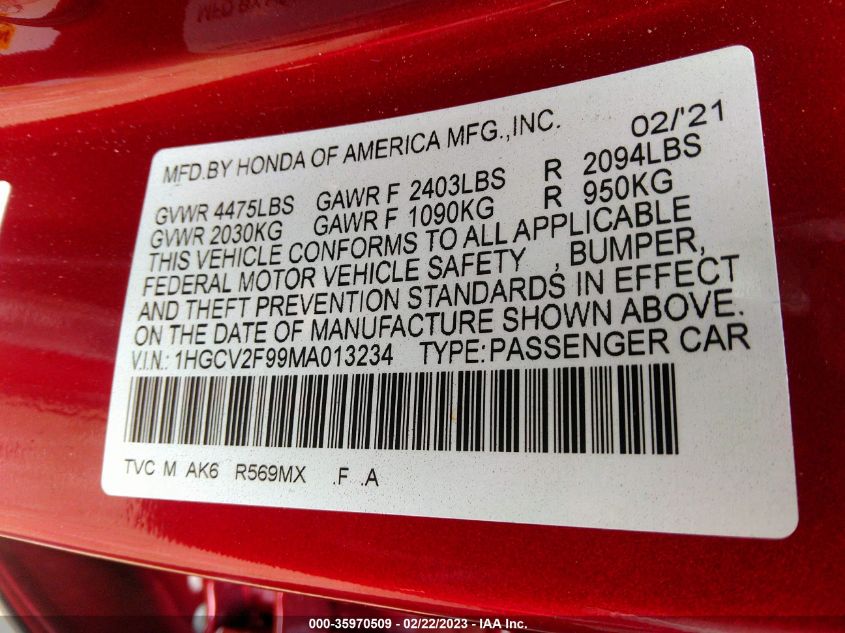 MFD.BY HONDA OF AMERICA MFG.,INC. 02/'21
GVWR 4475LBS GAWR F 2403LBS R 2094LBS
GVWR 2030KG GAWR F 1090KG R 950KG
THIS VEHICLE CONFORMS TO ALL APPLICABLE
FEDERAL MOTOR VEHICLE SAFETY , BUMPER,
AND THEFT PREVENTION STANDARDS IN EFFECT
ON THE DATE OF MANUFACTURE SHOWN ABOVE.
V.I.N.: 1HGCV2F99MA013234 TYPE:PASSENGER CAR
TVC M AK6 R569MX .F .A
000-35970509 - 02/22/2023 - IAA Inc.